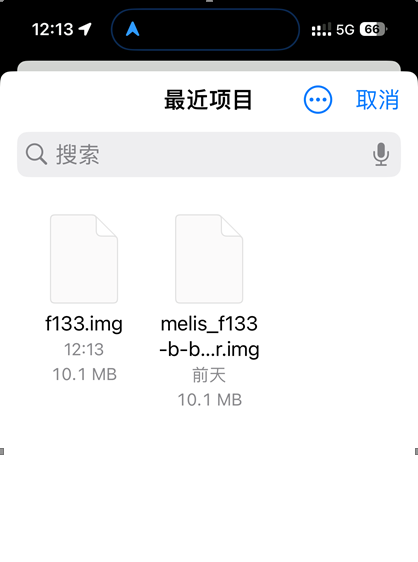 12:13
5G 66
最近项目
取消
搜索
f133.img
12:13
10.1 MB
melis_f133
-b-b...r.img
前天
10.1 MB